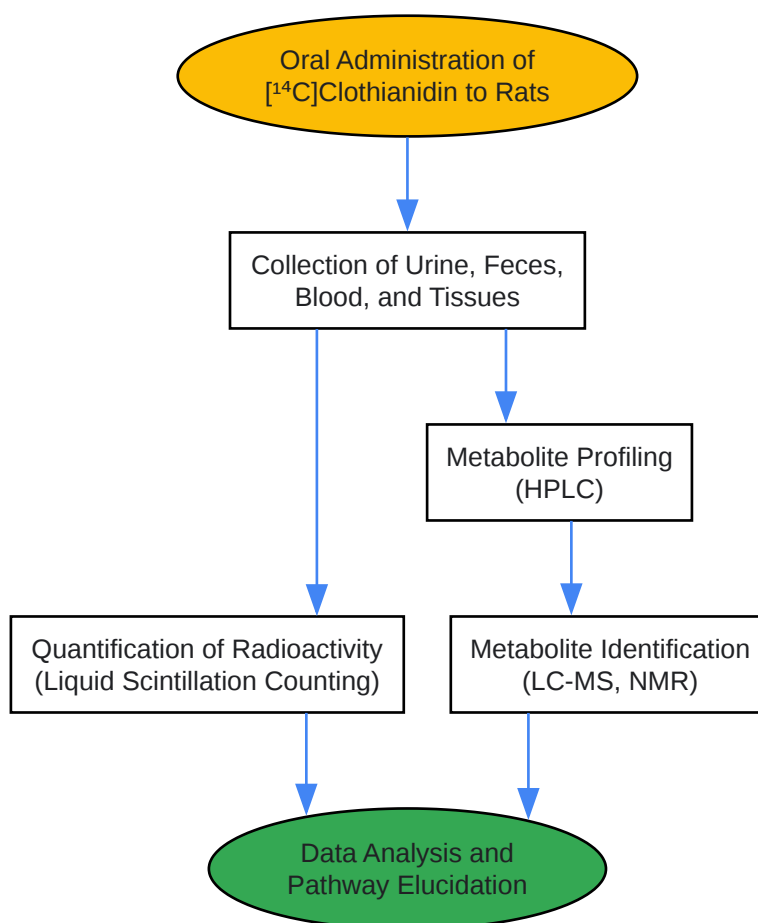 Oral Administration of
[¹⁴C]Clothianidin to Rats
Collection of Urine, Feces,
Blood, and Tissues
Metabolite Profiling
(HPLC)
Quantification of Radioactivity
(Liquid Scintillation Counting)
Metabolite Identification
(LC-MS, NMR)
Data Analysis and
Pathway Elucidation